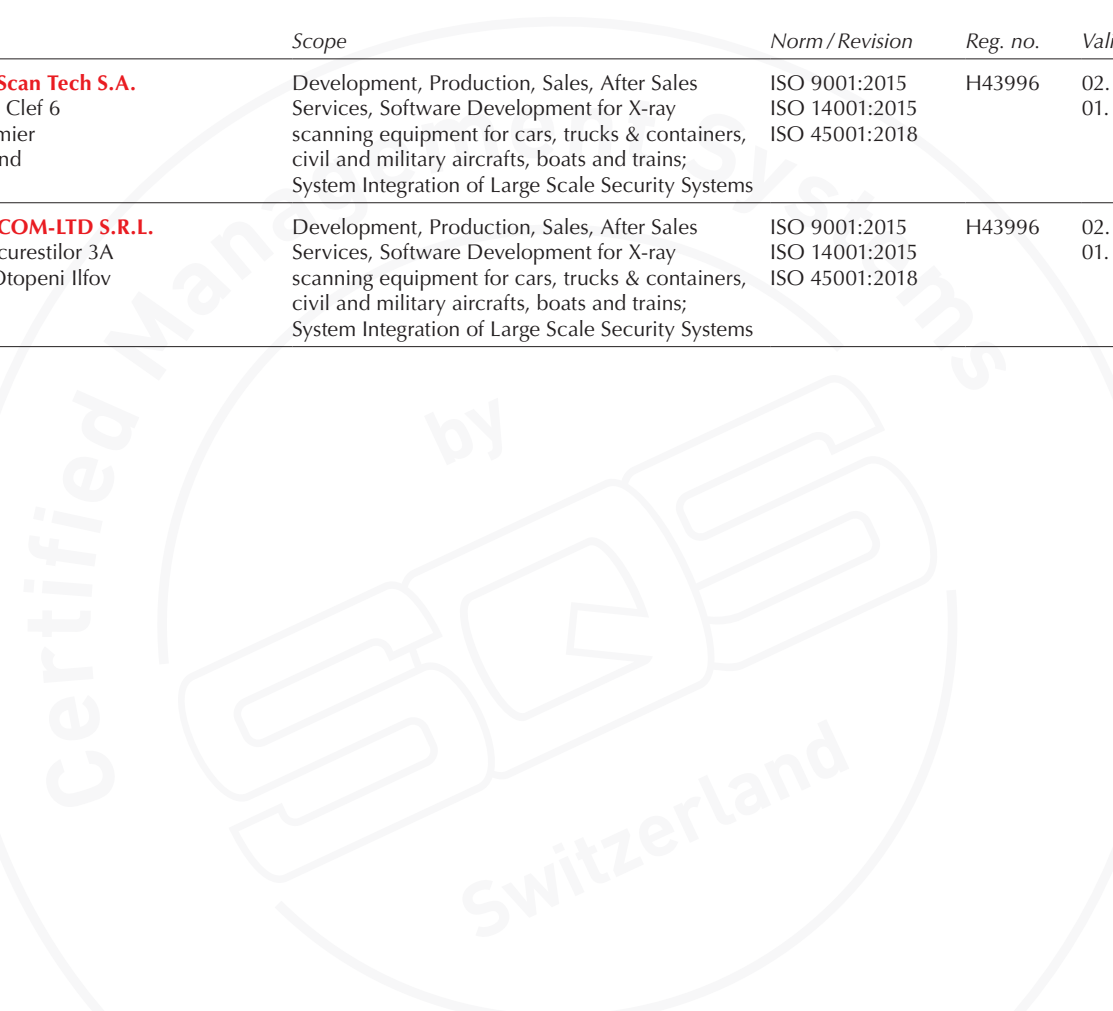 Scope Norm / Revision Reg. no. Vali
Scan Tech S.A. Development, Production, Sales, After Sales ISO 9001:2015 H43996 02.
Clef 6 Services, Software Development for X-ray ISO 14001:2015 01.
mier scanning equipment for cars, trucks & containers, ISO 45001:2018
nd civil and military aircrafts, boats and trains;
System Integration of Large Scale Security Systems
COM-LTD S.R.L. Development, Production, Sales, After Sales ISO 9001:2015 H43996 02.
curestilor 3A Services, Software Development for X-ray ISO 14001:2015 01.
Otopeni Ilfov scanning equipment for cars, trucks & containers, ISO 45001:2018
civil and military aircrafts, boats and trains;
System Integration of Large Scale Security Systems
Certified Management Systems
by
SQS
Switzerland